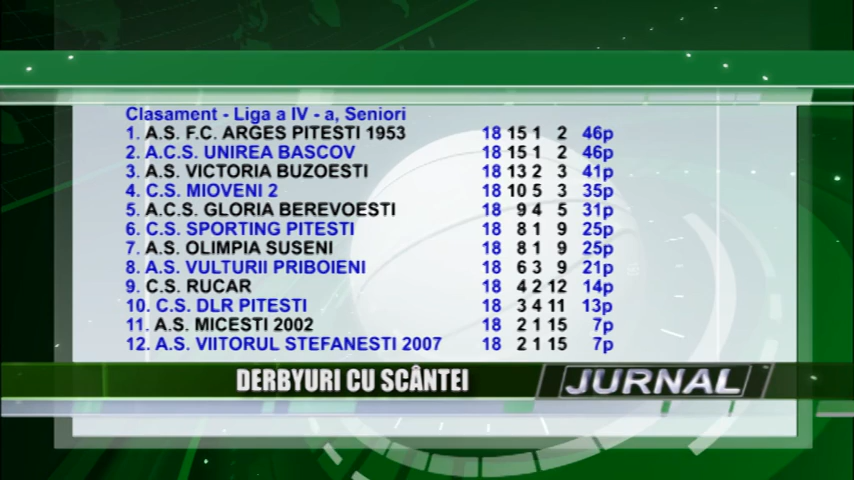 Clasament - Liga a IV - a, Seniori
1. A.S. F.C. ARGES PITESTI 1953 18 15 1 2 46p
2. A.C.S. UNIREA BASCOV 18 15 1 2 46p
3. A.S. VICTORIA BUZOESTI 18 13 2 3 41p
4. C.S. MIOVENI 2 18 10 5 3 35p
5. A.C.S. GLORIA BEREVOESTI 18 9 4 5 31p
6. C.S. SPORTING PITESTI 18 8 1 9 25p
7. A.S. OLIMPIA SUSENI 18 8 1 9 25p
8. A.S. VULTURII PRIBOIENI 18 6 3 9 21p
9. C.S. RUCAR 18 4 2 12 14p
10. C.S. DLR PITESTI 18 3 4 11 13p
11. A.S. MICESTI 2002 18 2 1 15 7p
12. A.S. VIITORUL STEFANESTI 2007 18 2 1 15 7p
DERBYURI CU SCÂNTEI JURNAL